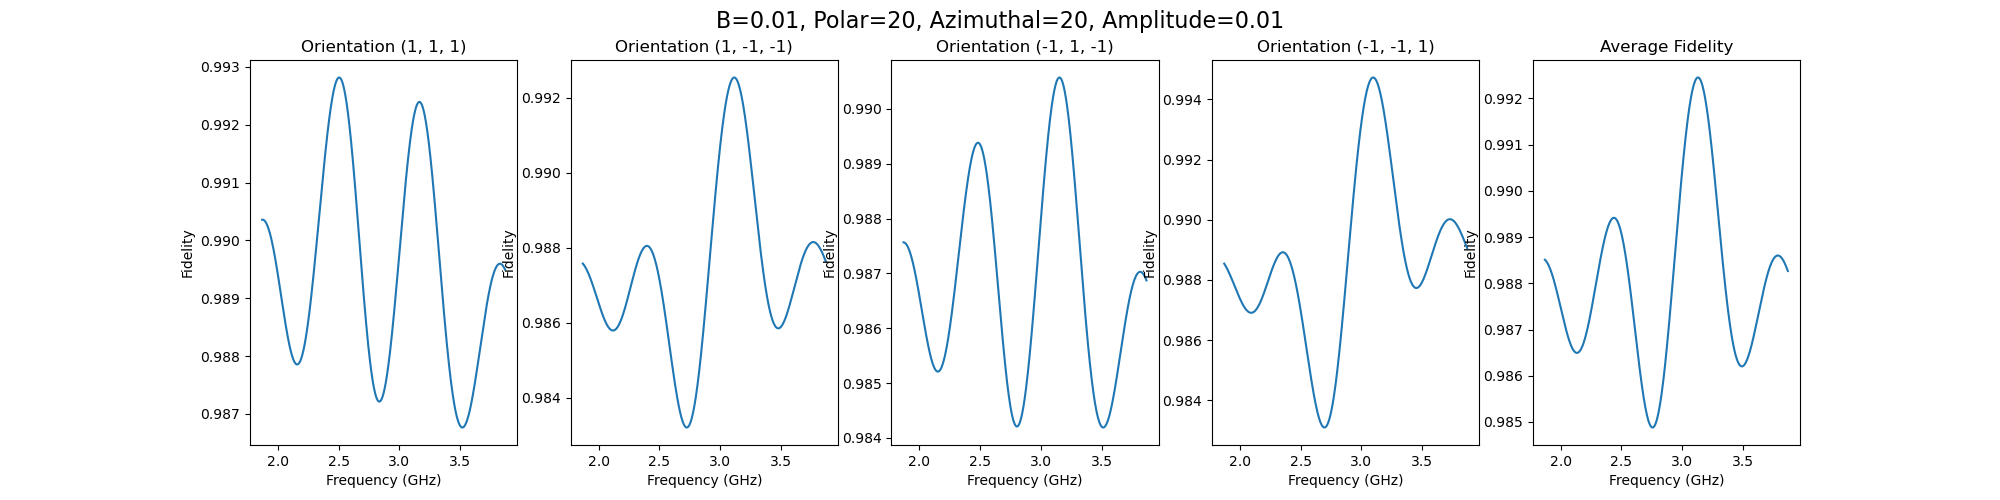 B=0.01, Polar=20, Azimuthal=20, Amplitude=0.01
Orientation (1, 1, 1)
0.993
0.992
0.991
0.990
0.989
0.988
0.987
Fidelity
2.0 2.5 3.0 3.5
Frequency (GHz)
Orientation (1, -1, -1)
0.992
0.990
0.988
0.986
0.984
Fidelity
2.0 2.5 3.0 3.5
Frequency (GHz)
Orientation (-1, 1, -1)
0.990
0.989
0.988
0.987
0.986
0.985
0.984
Fidelity
2.0 2.5 3.0 3.5
Frequency (GHz)
Orientation (-1, -1, 1)
0.994
0.992
0.990
0.988
0.986
0.984
Fidelity
2.0 2.5 3.0 3.5
Frequency (GHz)
Average Fidelity
0.992
0.991
0.990
0.989
0.988
0.987
0.986
0.985
Fidelity
2.0 2.5 3.0 3.5
Frequency (GHz)